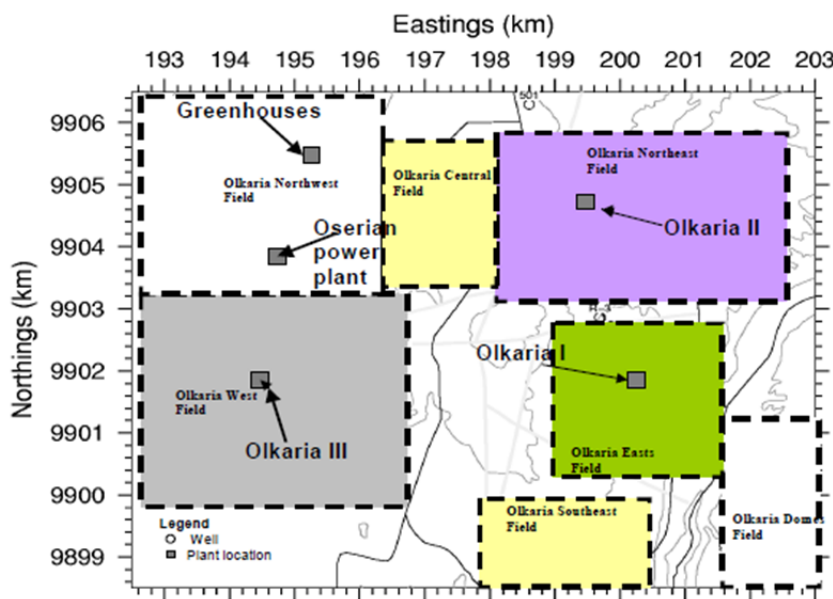 Eastings (km)
193 194 195 196 197 198 199 200 201 202 203
Northings (km)
9906
9905
9904
9903
9902
9901
9900
9899
Greenhouses
Olkaria Northwest
Field
Oserian
power
plant
Olkaria Central
Field
501
Olkaria Northeast
Field
Olkaria II
Olkaria I
Olkaria West
Field
Olkaria III
Olkaria Easts
Field
Olkaria Southeast
Field
Olkaria Domes
Field
Legend
Well
Plant location